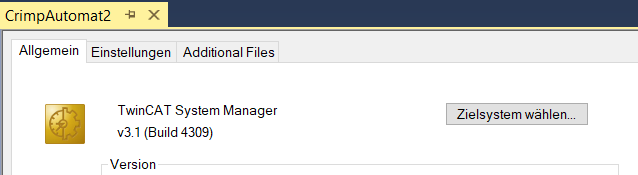 CrimpAutomat2
Allgemein Einstellungen Additional Files
TwinCAT System Manager
Zielsystem wählen...
v3.1 (Build 4309)
Version